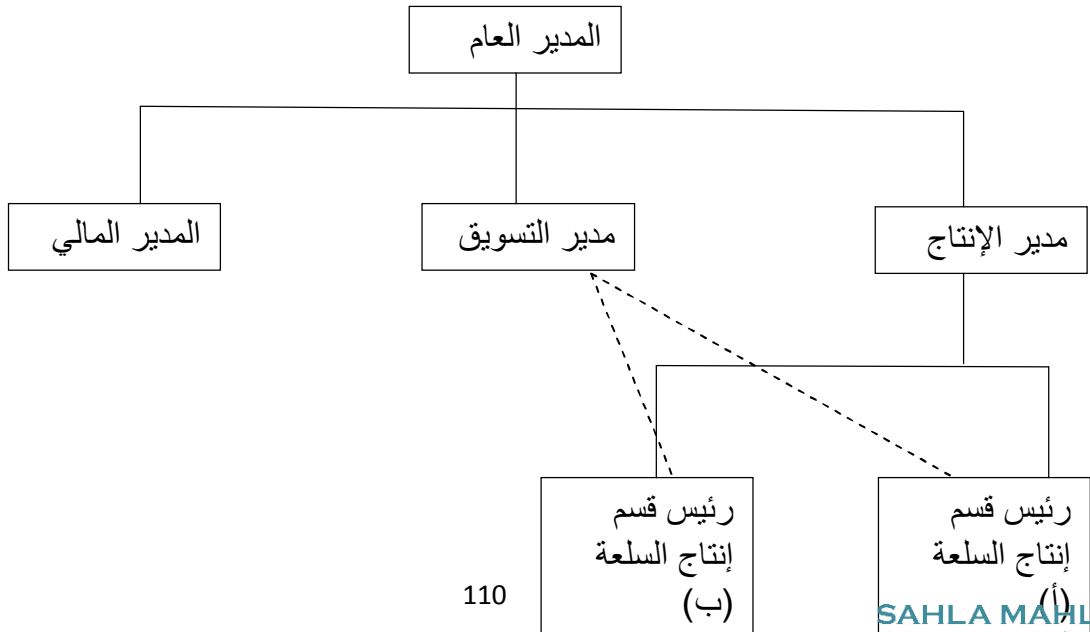 المدير العام
مدير الإنتاج
مدير التسويق
المدير المالي
رئيس قسم
إنتاج السلعة
(أ)
رئيس قسم
إنتاج السلعة
(ب)
110
SAHLA MAHL